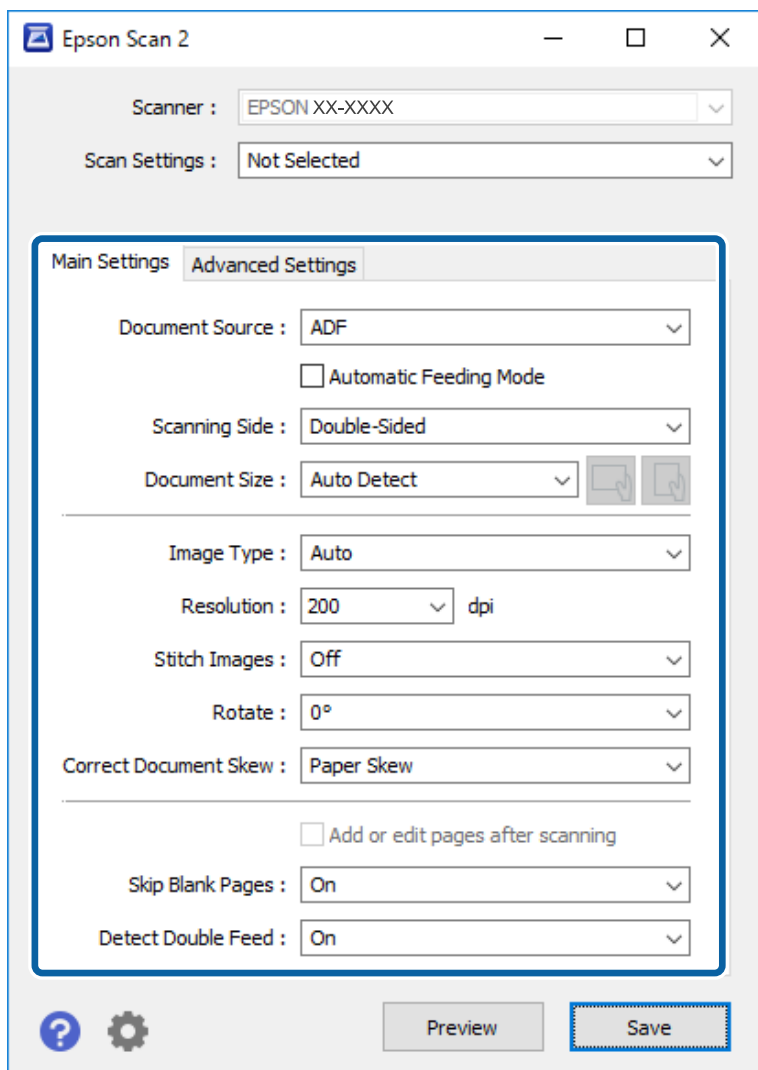 Epson Scan 2
Scanner : EPSON XX-XXXX
Scan Settings : Not Selected
Main Settings Advanced Settings
Document Source : ADF
Automatic Feeding Mode
Scanning Side : Double-Sided
Document Size : Auto Detect
Image Type : Auto
Resolution : 200 dpi
Stitch Images : Off
Rotate : 0°
Correct Document Skew : Paper Skew
Add or edit pages after scanning
Skip Blank Pages : On
Detect Double Feed : On
? Preview Save